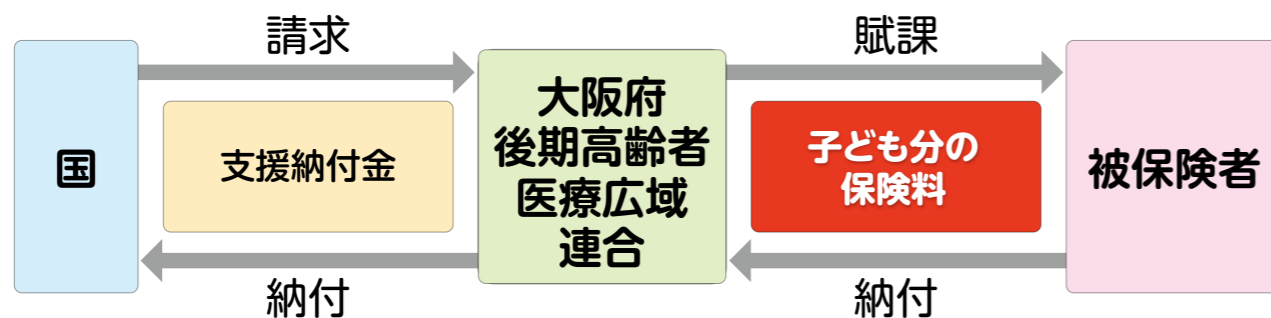 請求
賦課
国
支援納付金
大阪府
後期高齢者
医療広域
連合
子ども分の
保険料
被保険者
納付
納付